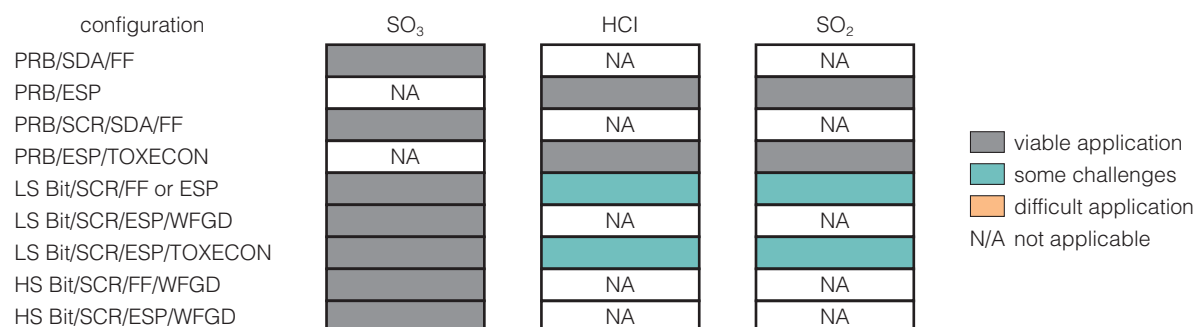 configuration SO₃ HCl SO₂
PRB/SDA/FF NA NA
PRB/ESP NA
PRB/SCR/SDA/FF NA NA
PRB/ESP/TOXECON NA
LS Bit/SCR/FF or ESP
LS Bit/SCR/ESP/WFGD NA NA
LS Bit/SCR/ESP/TOXECON
HS Bit/SCR/FF/WFGD NA NA
HS Bit/SCR/ESP/WFGD NA NA
viable application
some challenges
difficult application
N/A not applicable